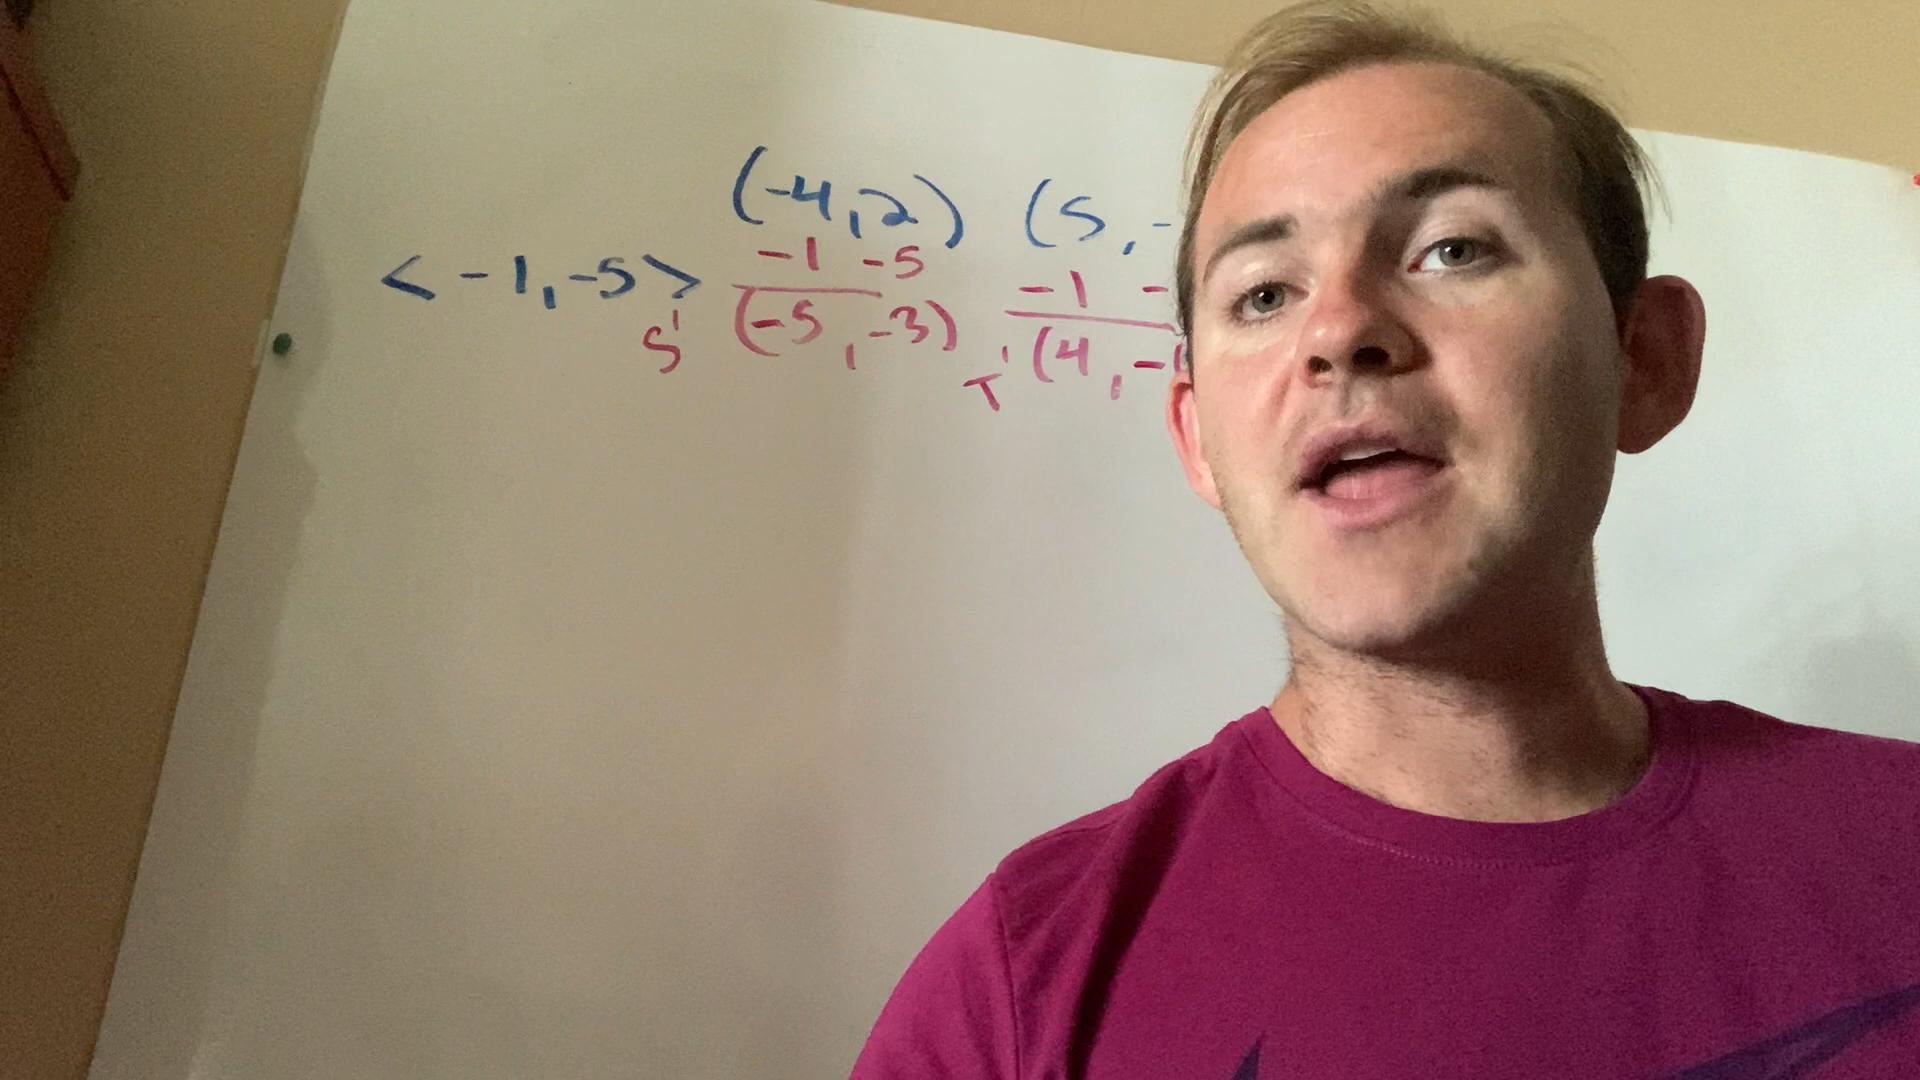 (-4,2) (5,-
<-1,-5> -1 -5 -1 -
S' (-5,-3) T' (4,-